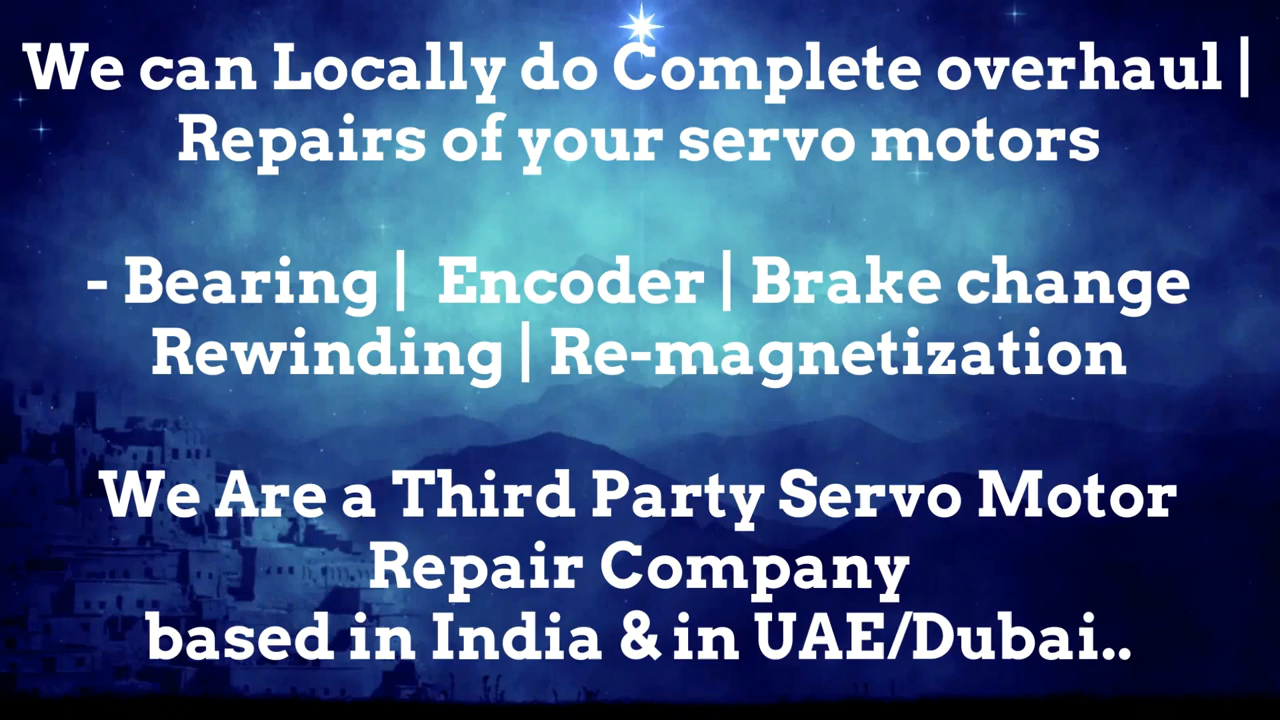 We can Locally do Complete overhaul |
Repairs of your servo motors
- Bearing | Encoder | Brake change
Rewinding | Re-magnetization
We Are a Third Party Servo Motor
Repair Company
based in India & in UAE/Dubai..